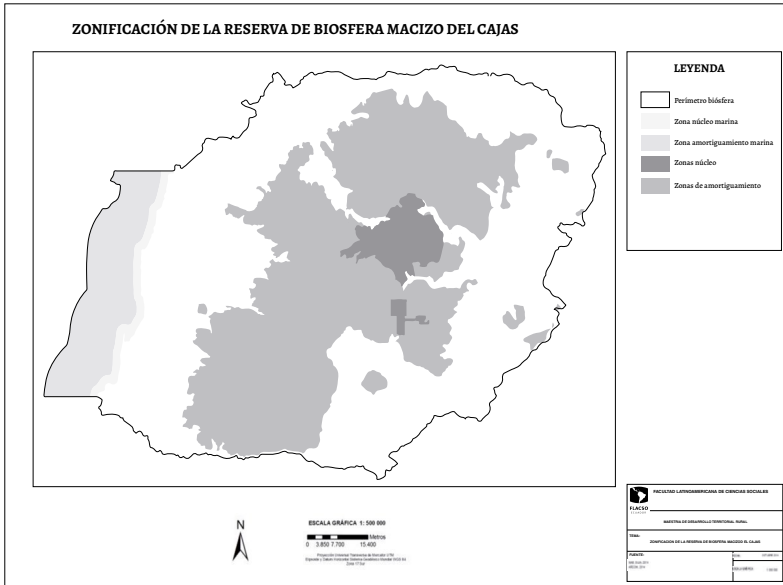 ZONIFICACIÓN DE LA RESERVA DE BIOSFERA MACIZO DEL CAJAS
LEYENDA
Perímetro biósfera
Zona núcleo marina
Zona amortiguamiento marina
Zonas núcleo
Zonas de amortiguamiento
N
ESCALA GRÁFICA 1: 500 000
Metros
0 3.850 7.700 15.400
FLACSO
FACULTAD LATINOAMERICANA DE CIENCIAS SOCIALES
MAESTRÍA DE DESARROLLO TERRITORIAL RURAL
TEMA:
ZONIFICACIÓN DE LA RESERVA DE BIOSFERA MACIZO EL CAJAS
FUENTE: